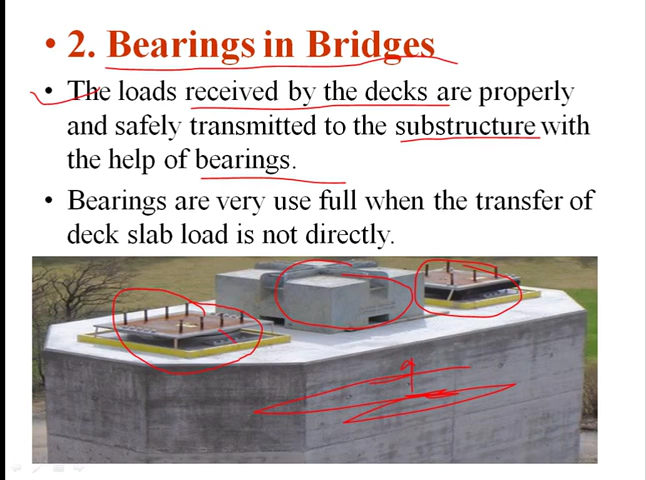 • 2. Bearings in Bridges
• The loads received by the decks are properly
and safely transmitted to the substructure with
the help of bearings.
• Bearings are very use full when the transfer of
deck slab load is not directly.